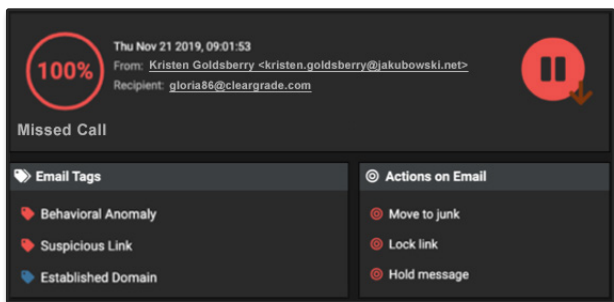 Thu Nov 21 2019, 09:01:53
100%
From: Kristen Goldsberry <kristen.goldsberry@jakubowski.net>
Recipient: gloria86@cleargrade.com
Missed Call
Email Tags
Behavioral Anomaly
Suspicious Link
Established Domain
Actions on Email
Move to junk
Lock link
Hold message